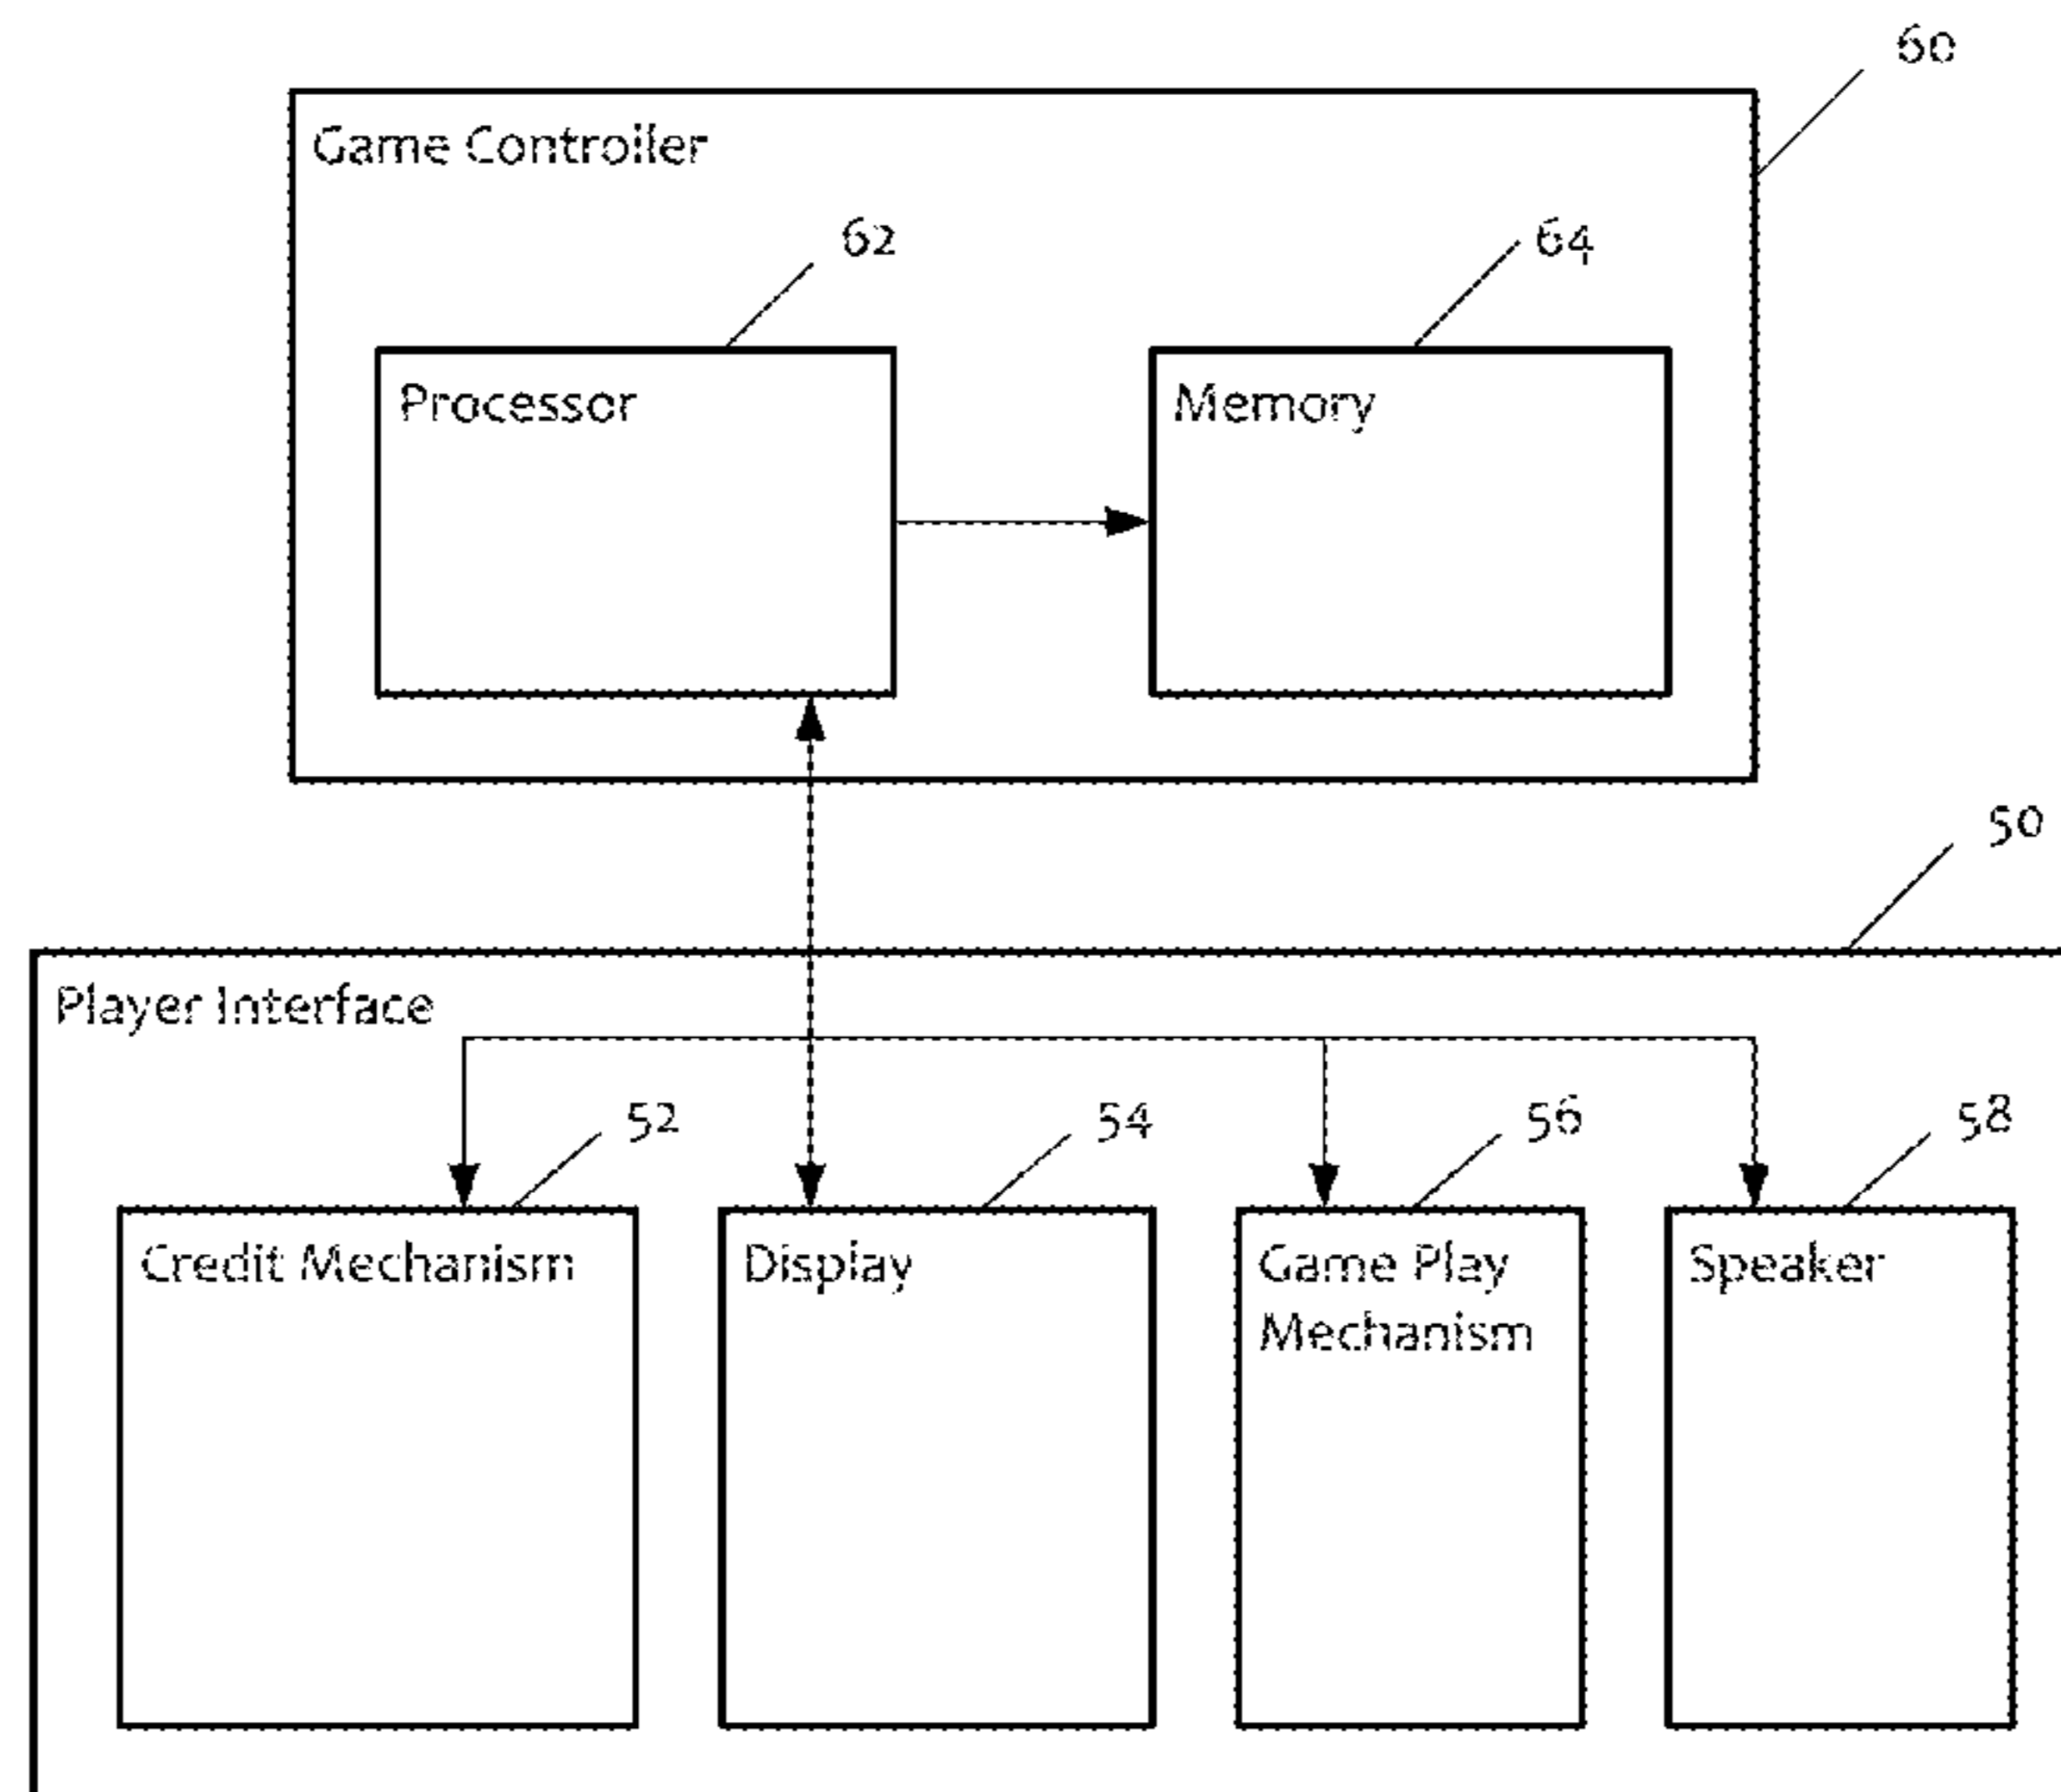 60
Game Controller
62
64
Processor
Memory
50
Player Interface
52
54
56
58
Credit Mechanism
Display
Game Play
Mechanism
Speaker